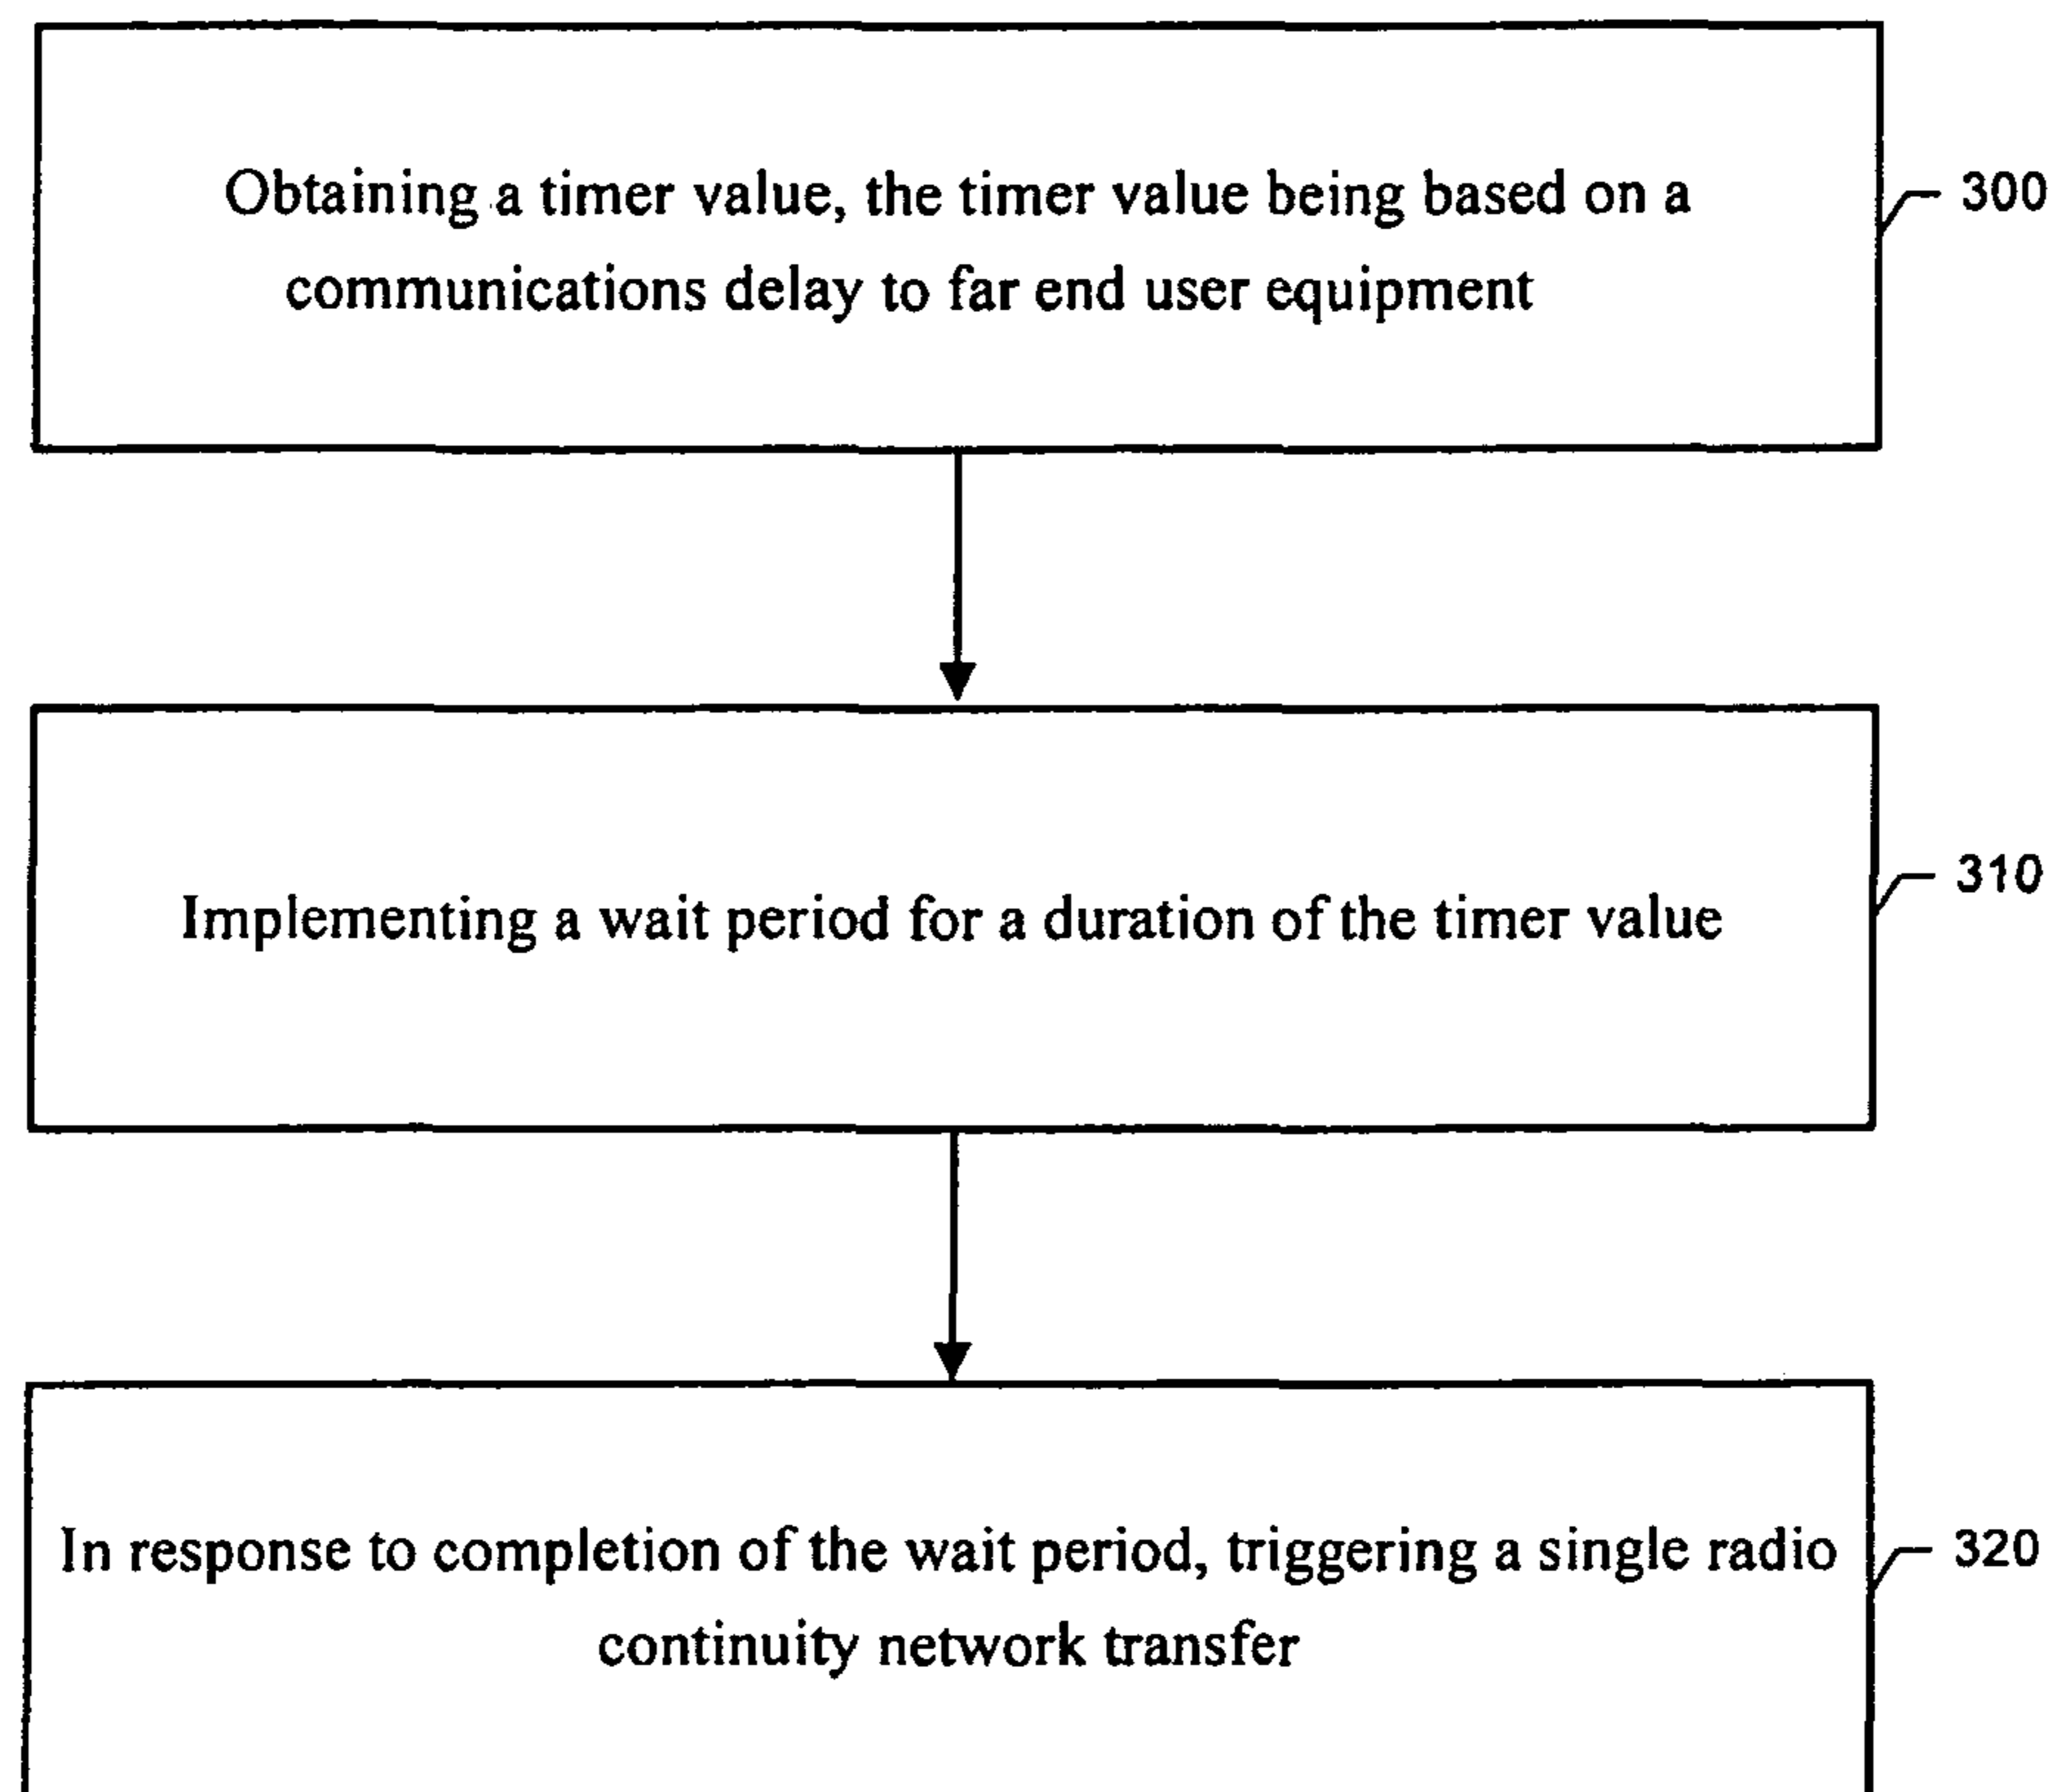 Obtaining a timer value, the timer value being based on a
communications delay to far end user equipment
300
Implementing a wait period for a duration of the timer value
310
In response to completion of the wait period, triggering a single radio
continuity network transfer
320